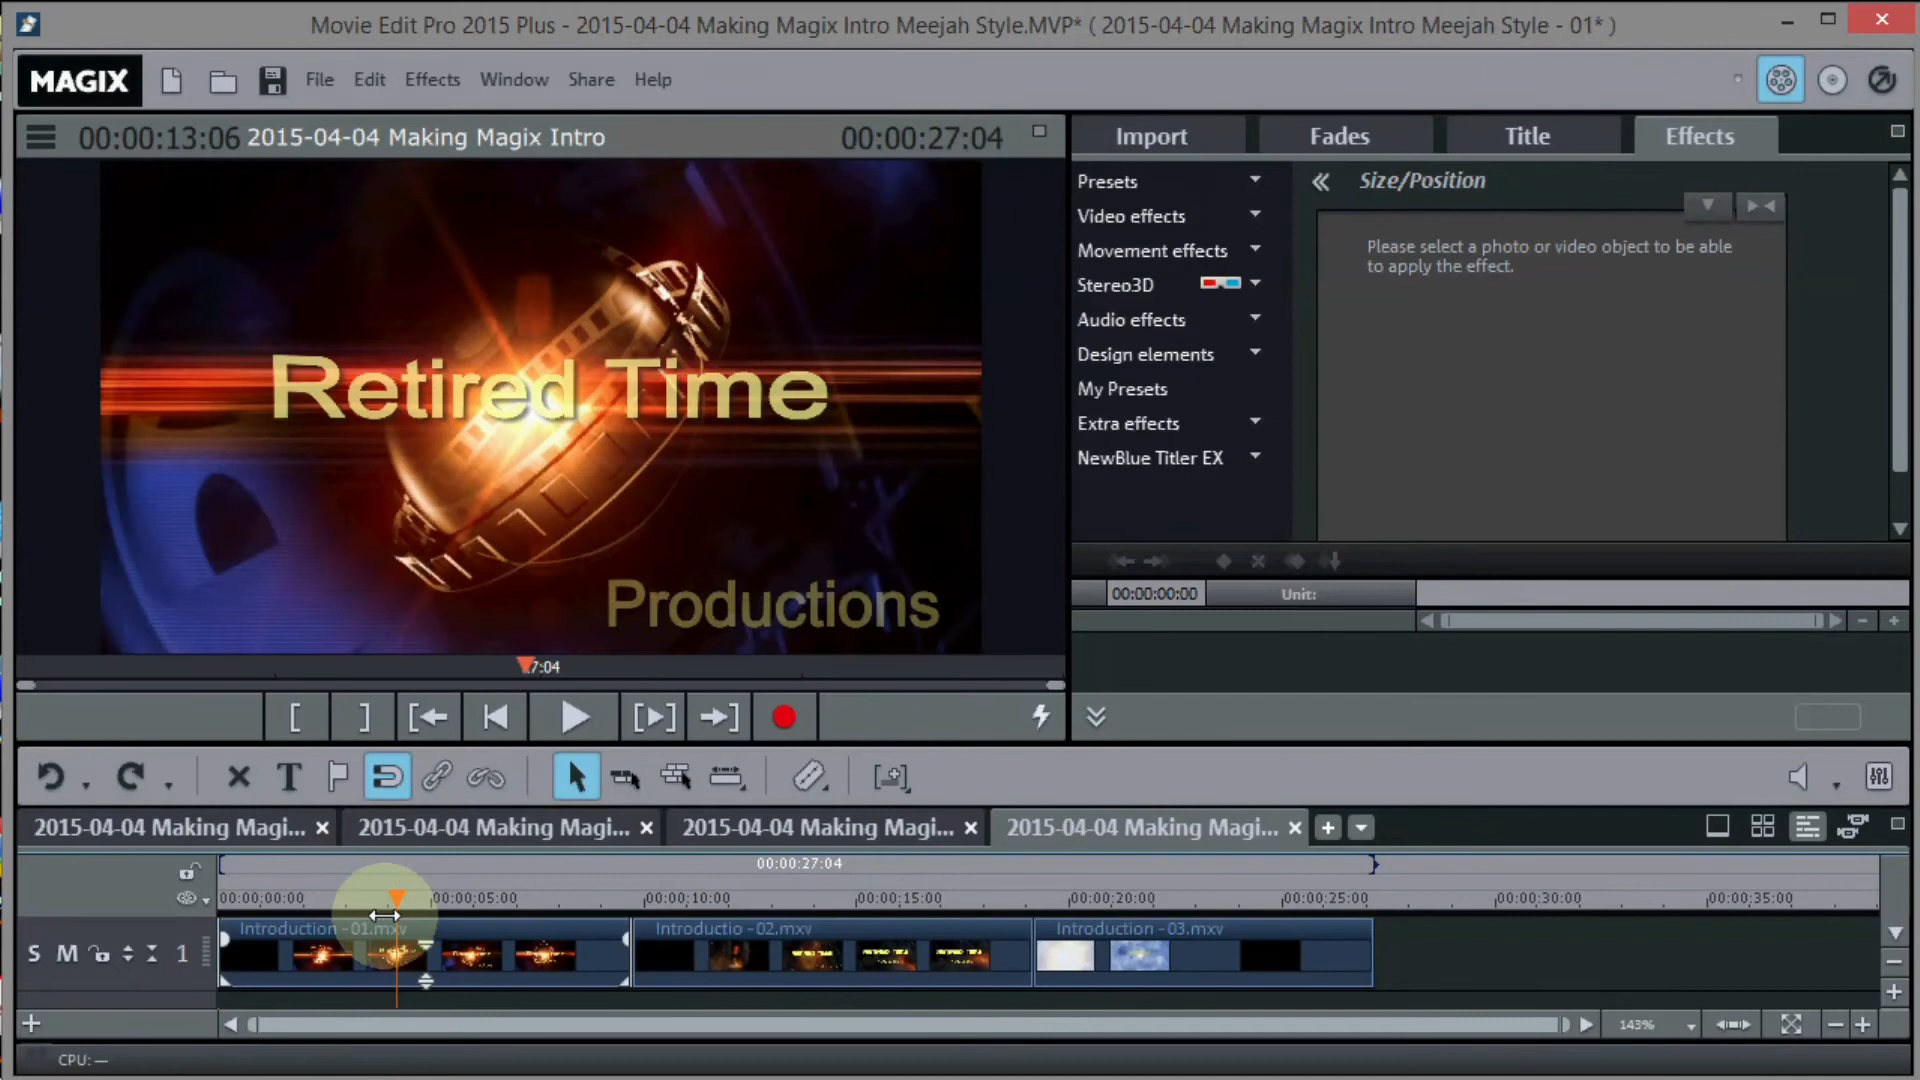 Movie Edit Pro 2015 Plus - 2015-04-04 Making Magix Intro Meejah Style.MVP* ( 2015-04-04 Making Magix Intro Meejah Style - 01* )
MAGIX File Edit Effects Window Share Help
00:00:13:06 2015-04-04 Making Magix Intro 00:00:27:04
Import Fades Title Effects
Presets
Video effects
Movement effects
Stereo3D
Audio effects
Design elements
My Presets
Extra effects
NewBlue Titler EX
Size/Position
Please select a photo or video object to be able
to apply the effect.
Retired Time
Productions
00:00:00:00 Unit:
7:04
2015-04-04 Making Magi... 2015-04-04 Making Magi... 2015-04-04 Making Magi... 2015-04-04 Making Magi...
00:00:27:04
00:00:00:00 00:00:05:00 00:00:10:00 00:00:15:00 00:00:20:00 00:00:25:00 00:00:30:00 00:00:35:00
Introduction -01.mxv Introductio -02.mxv Introduction -03.mxv
S M 1
143%
CPU: —